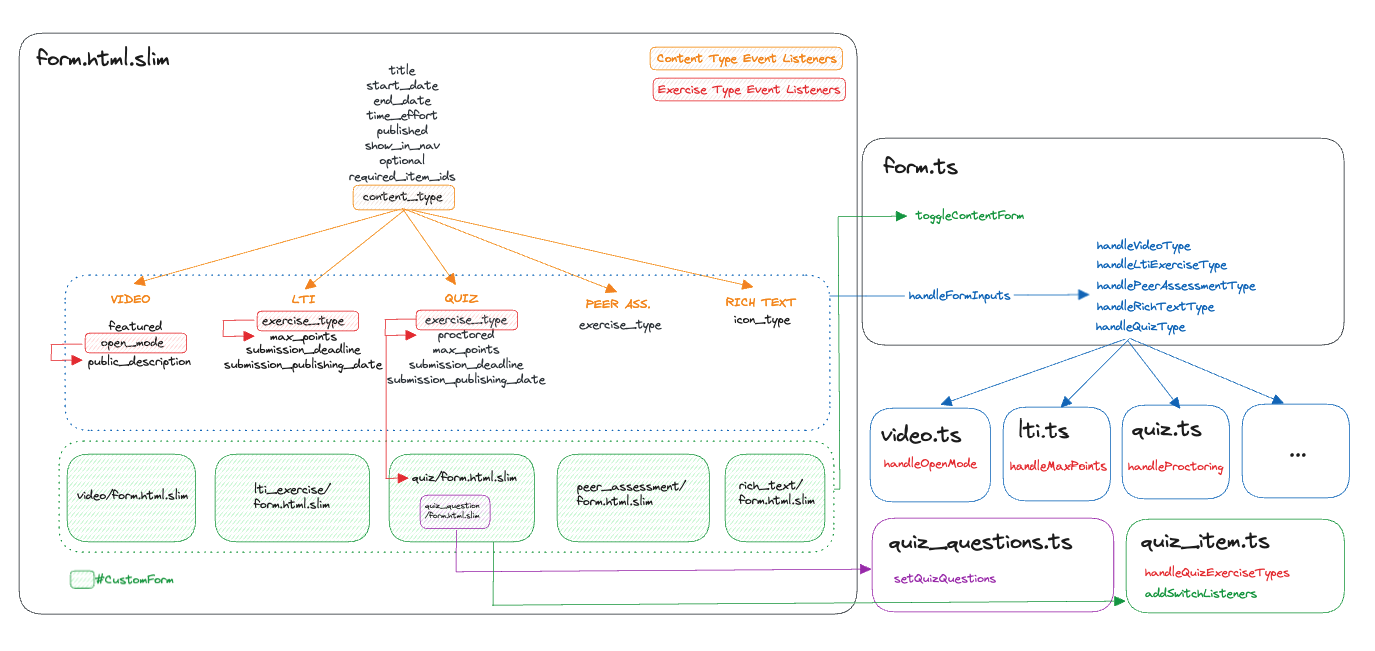 form.html.slim
Content Type Event Listeners
Exercise Type Event Listeners
title
start_date
end_date
time_effort
published
show_in_nav
optional
required_item_ids
content_type
VIDEO
featured
open_mode
public_description
LTI
exercise_type
max_points
submission_deadline
submission_publishing_date
QUIZ
exercise_type
proctored
max_points
submission_deadline
submission_publishing_date
PEER ASS.
exercise_type
RICH TEXT
icon_type
video/form.html.slim
lti_exercise/
form.html.slim
quiz/form.html.slim
quiz_question
/form.html.slim
peer_assessment/
form.html.slim
rich_text/
form.html.slim
#CustomForm
form.ts
toggleContentForm
handleFormInputs
handleVideoType
handleLtiExerciseType
handlePeerAssessmentType
handleRichTextType
handleQuizType
video.ts
handleOpenMode
lti.ts
handleMaxPoints
quiz.ts
handleProctoring
...
quiz_questions.ts
setQuizQuestions
quiz_item.ts
handleQuizExerciseTypes
addSwitchListeners